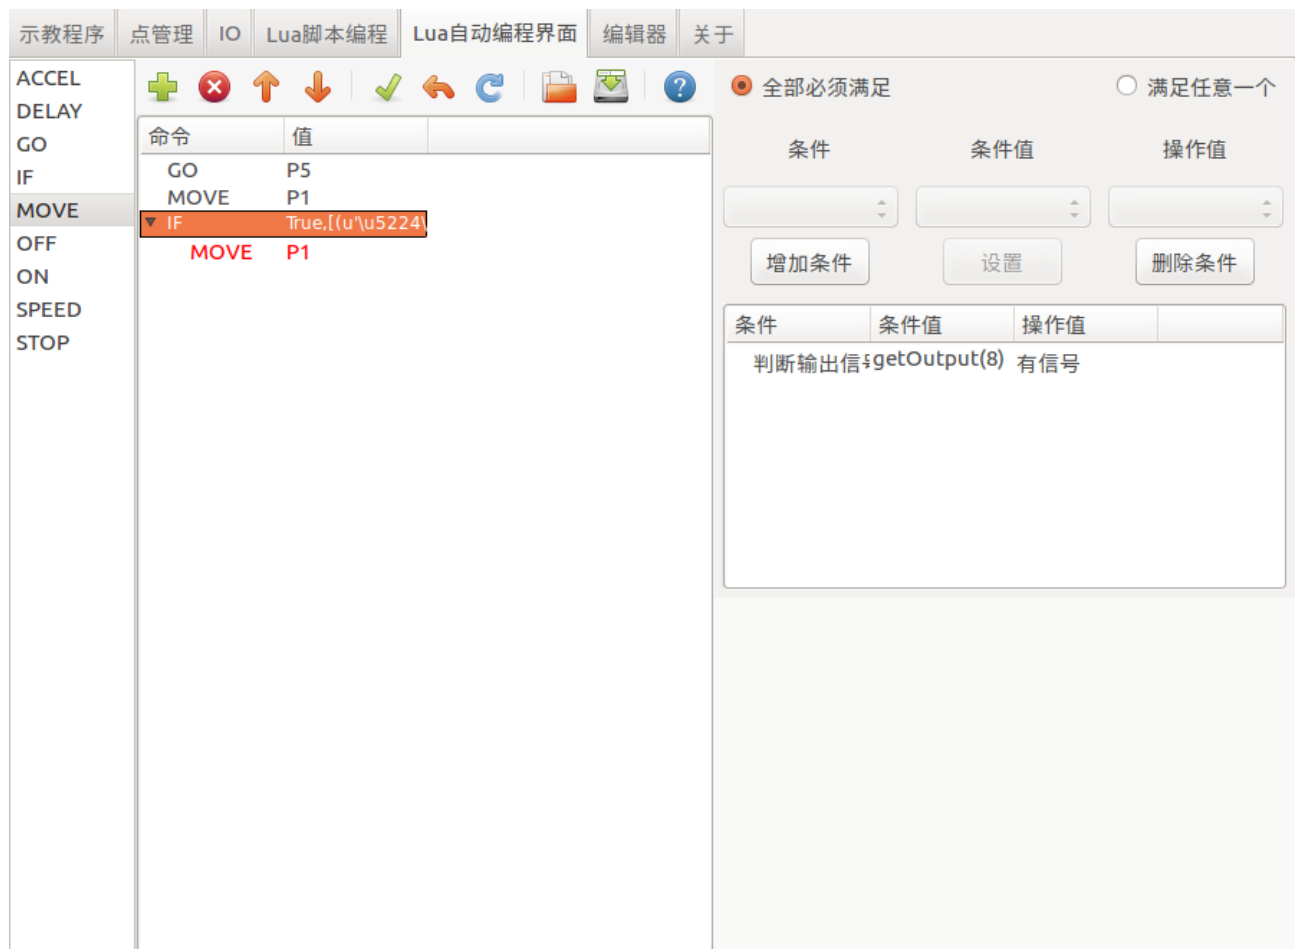 示教程序 点管理 IO Lua脚本编程 Lua自动编程界面 编辑器 关于
ACCEL
DELAY
GO
IF
MOVE
OFF
ON
SPEED
STOP
命令 值
GO P5
MOVE P1
IF True,[(u'\u5224\
MOVE P1
全部必须满足 满足任意一个
条件 条件值 操作值
增加条件 设置 删除条件
条件 条件值 操作值
判断输出信 getOutput(8) 有信号